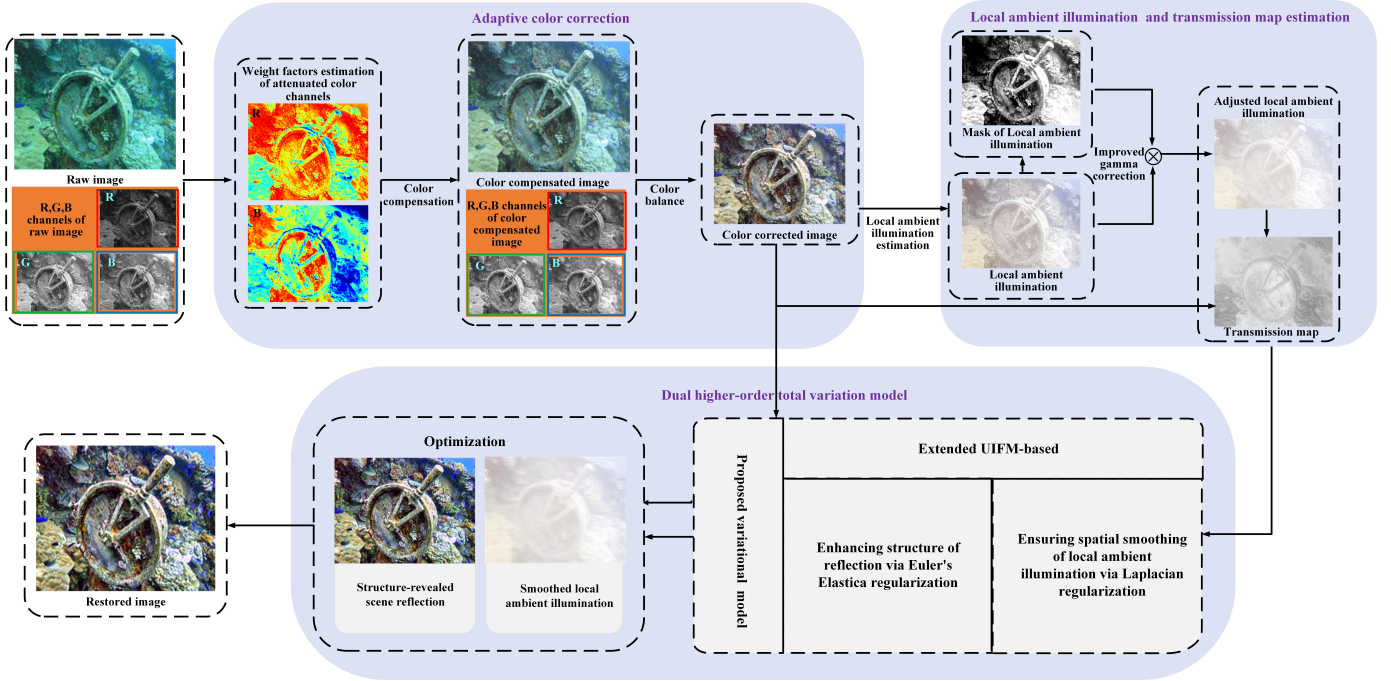 Adaptive color correction
Local ambient illumination and transmission map estimation
Raw image
R,G,B
channels of
raw image
R
G
B
Weight factors estimation
of attenuated color
channels
R
B
Color
compensation
Color compensated image
R,G,B channels
of color
compensated
image
R
G
B
Color
balance
Color corrected image
Local ambient
illumination
estimation
Mask of Local ambient
illumination
Local ambient
illumination
Improved
gamma
correction
Adjusted local ambient
illumination
Transmission map
Dual higher-order total variation model
Restored image
Optimization
Structure-revealed
scene reflection
Smoothed local
ambient illumination
Proposed variational model
Extended UIFM-based
Enhancing structure of
reflection via Euler's
Elastica regularization
Ensuring spatial smoothing
of local ambient
illumination via Laplacian
regularization